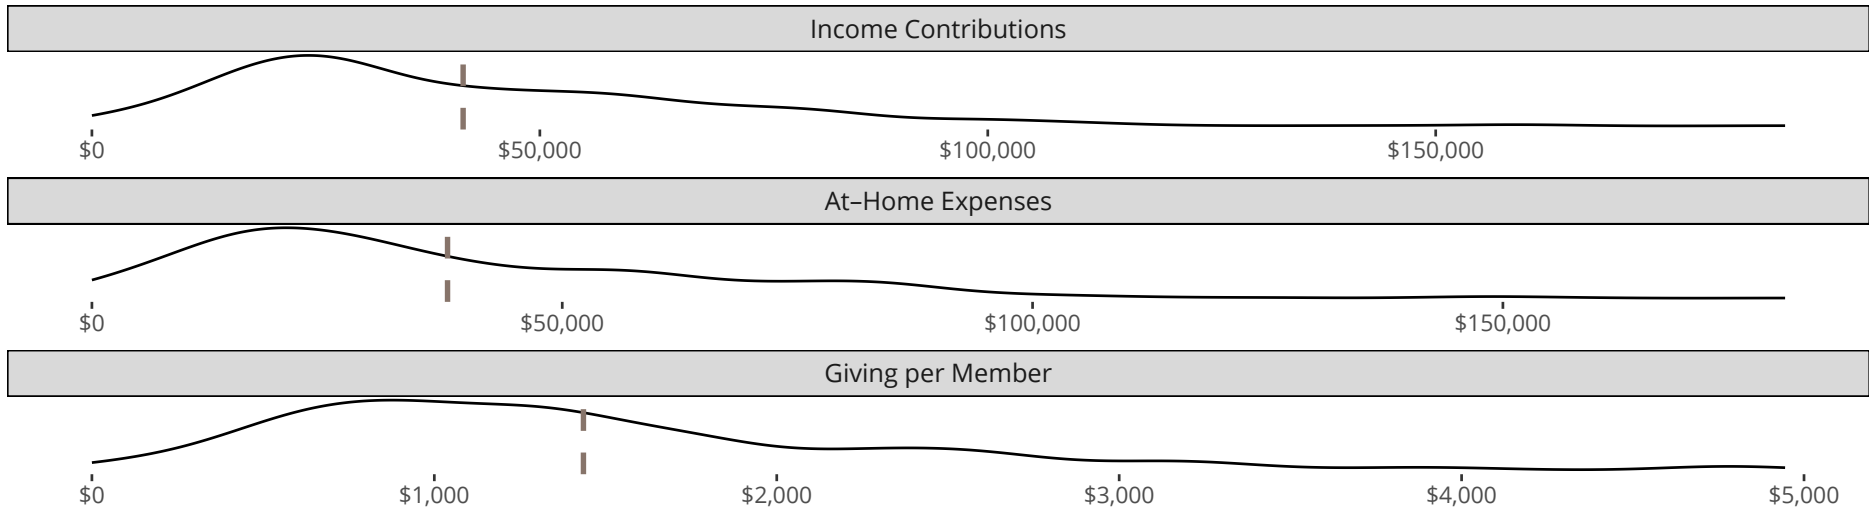 Income Contributions
$0 $50,000 $100,000 $150,000
At–Home Expenses
$0 $50,000 $100,000 $150,000
Giving per Member
$0 $1,000 $2,000 $3,000 $4,000 $5,000